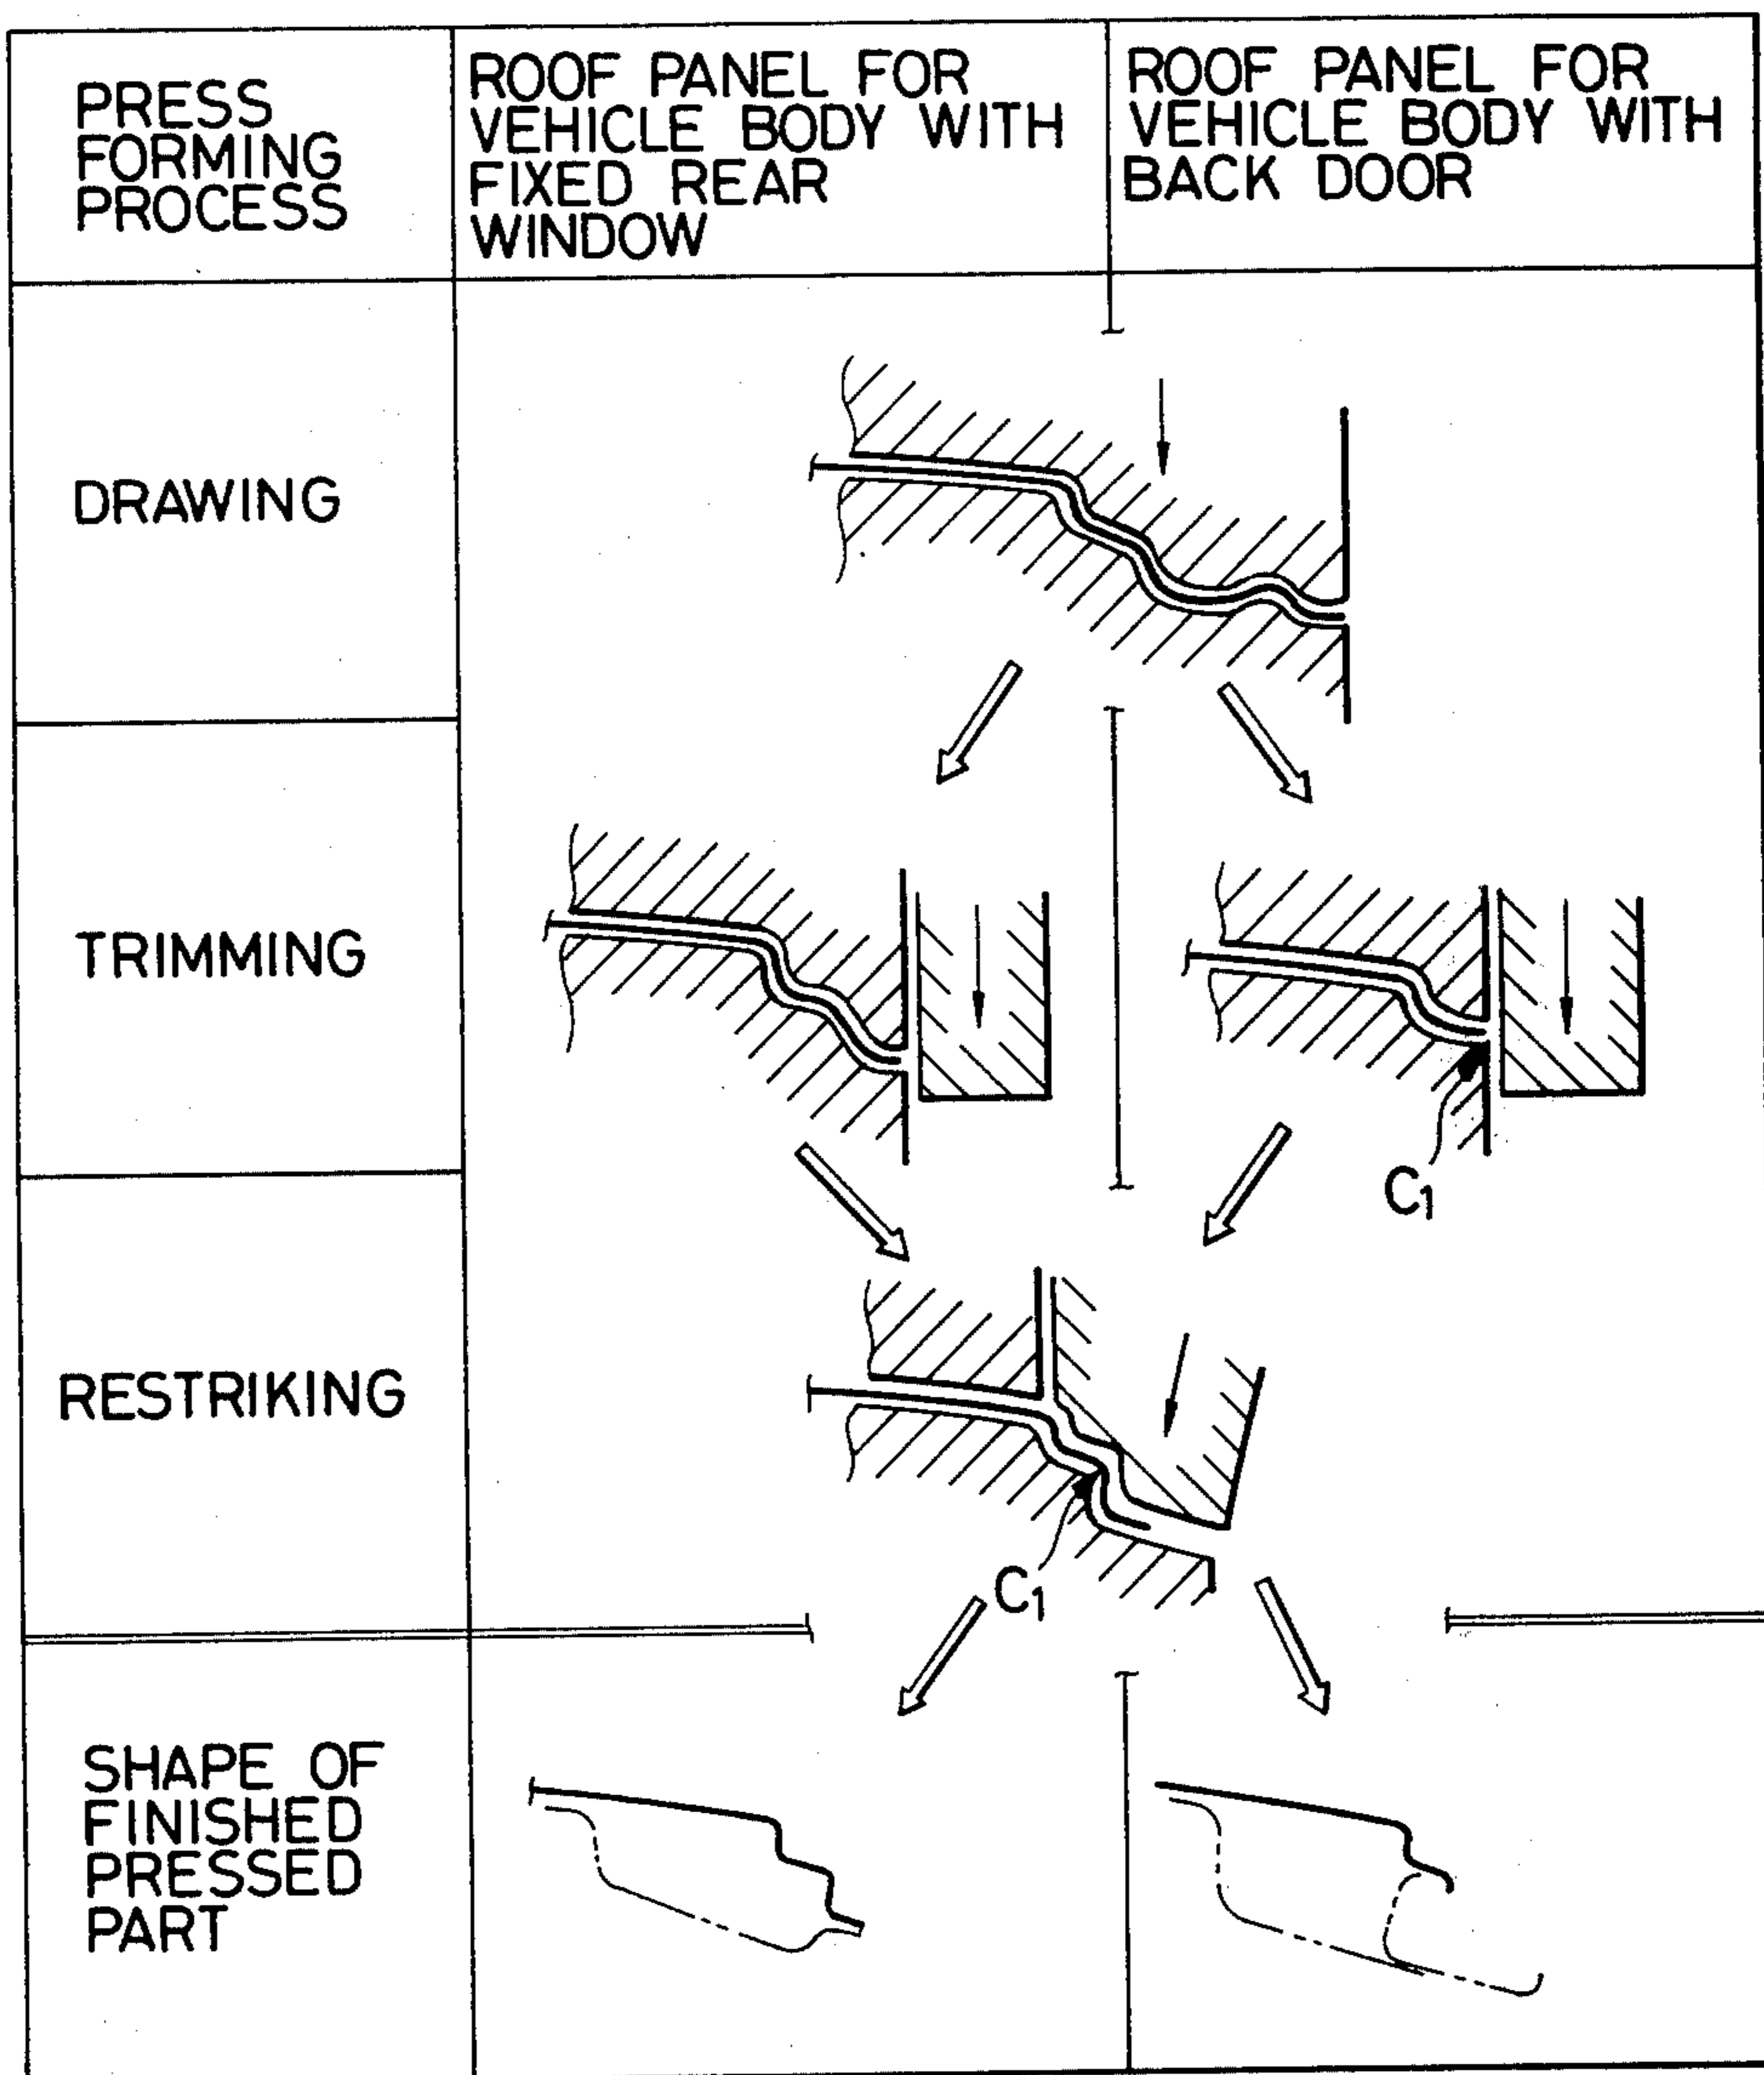 PRESS
FORMING
PROCESS
ROOF PANEL FOR
VEHICLE BODY WITH
FIXED REAR
WINDOW
ROOF PANEL FOR
VEHICLE BODY WITH
BACK DOOR
DRAWING
TRIMMING
C1
RESTRIKING
C1
SHAPE OF
FINISHED
PRESSED
PART